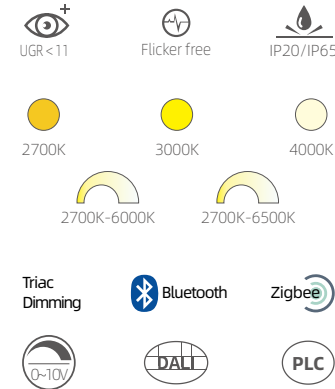 UGR<11
Flicker free
IP20/IP65
2700K
3000K
4000K
2700K-6000K
2700K-6500K
Triac
Dimming
Bluetooth
Zigbee
0~10V
DALI
PLC